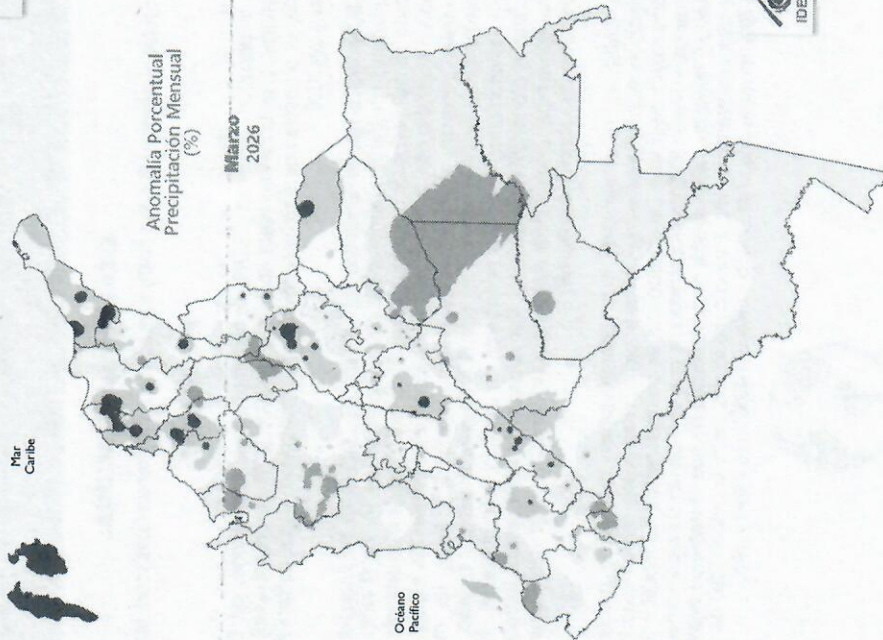 Mar
Caribe
Anomalía Porcentual
Precipitación Mensual
(%)
Marzo
2026
Océano
Pacífico
IDE